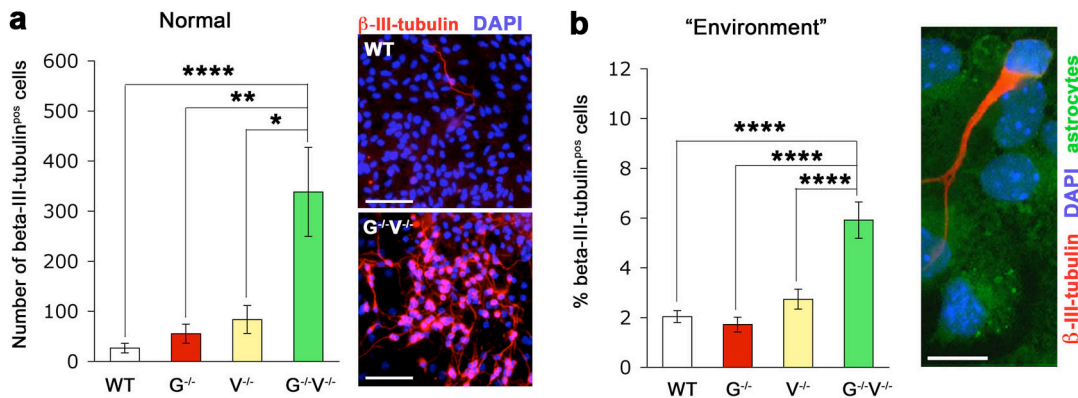 a
Normal
Number of beta-III-tubulinᵖᵒˢ cells
600
500
400
300
200
100
0
****
**
*
WT
G⁻/⁻
V⁻/⁻
G⁻/⁻V⁻/⁻
β-III-tubulin DAPI
WT
G⁻/⁻V⁻/⁻
b
"Environment"
% beta-III-tubulinᵖᵒˢ cells
12
10
8
6
4
2
0
****
****
****
WT
G⁻/⁻
V⁻/⁻
G⁻/⁻V⁻/⁻
β-III-tubulin DAPI astrocytes